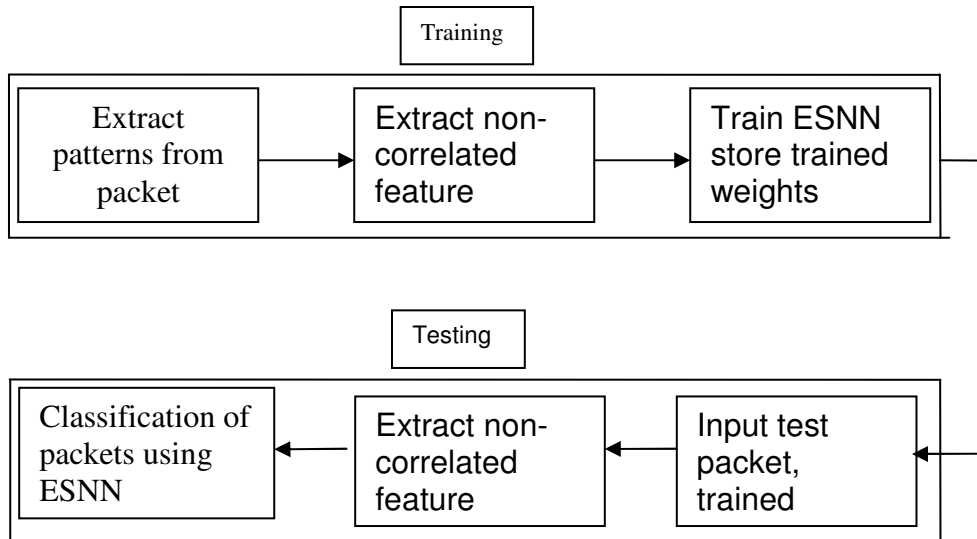 Training
Extract
patterns from
packet
Extract non-
correlated
feature
Train ESNN
store trained
weights
Testing
Classification of
packets using
ESNN
Extract non-
correlated
feature
Input test
packet,
trained